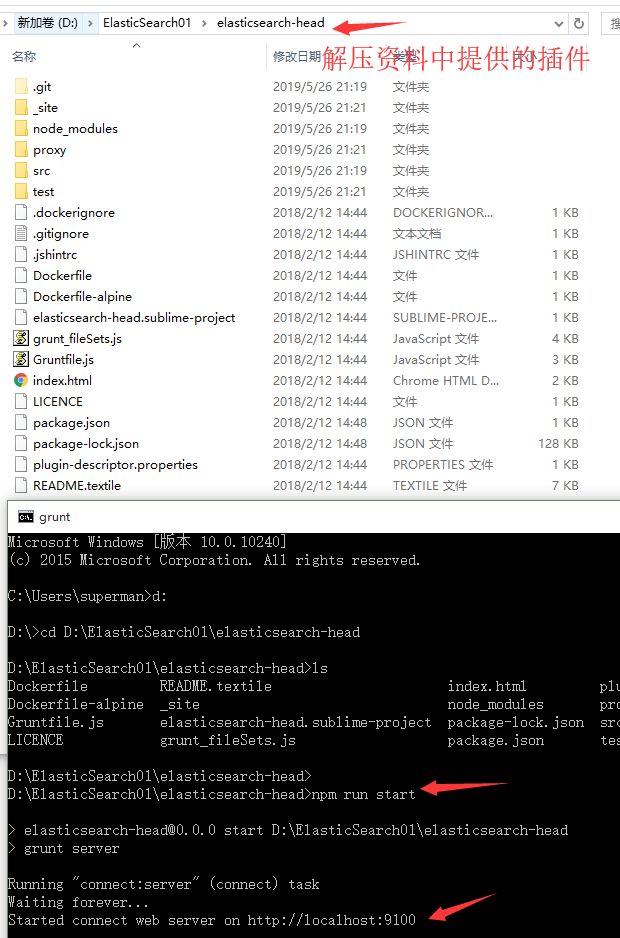 新加卷 (D:) › ElasticSearch01 › elasticsearch-head
解压资料中提供的插件
名称 修改日期
.git 2019/5/26 21:19 文件夹
_site 2019/5/26 21:21 文件夹
node_modules 2019/5/26 21:19 文件夹
proxy 2019/5/26 21:21 文件夹
src 2019/5/26 21:19 文件夹
test 2019/5/26 21:21 文件夹
.dockerignore 2018/2/12 14:44 DOCKERIGNOR... 1 KB
.gitignore 2018/2/12 14:44 文本文档 1 KB
.jshintrc 2018/2/12 14:44 JSHINTRC 文件 1 KB
Dockerfile 2018/2/12 14:44 文件 1 KB
Dockerfile-alpine 2018/2/12 14:44 文件 1 KB
elasticsearch-head.sublime-project 2018/2/12 14:44 SUBLIME-PROJE... 1 KB
grunt_fileSets.js 2018/2/12 14:44 JavaScript 文件 4 KB
Gruntfile.js 2018/2/12 14:44 JavaScript 文件 3 KB
index.html 2018/2/12 14:44 Chrome HTML D... 2 KB
LICENCE 2018/2/12 14:44 文件 1 KB
package.json 2018/2/12 14:48 JSON 文件 1 KB
package-lock.json 2018/2/12 14:48 JSON 文件 128 KB
plugin-descriptor.properties 2018/2/12 14:44 PROPERTIES 文件 1 KB
README.textile 2018/2/12 14:44 TEXTILE 文件 7 KB
grunt
Microsoft Windows [版本 10.0.10240]
(c) 2015 Microsoft Corporation. All rights reserved.
C:\Users\superman>d:
D:\>cd D:\ElasticSearch01\elasticsearch-head
D:\ElasticSearch01\elasticsearch-head>ls
Dockerfile README.textile index.html plu
Dockerfile-alpine _site node_modules pro
Gruntfile.js elasticsearch-head.sublime-project package-lock.json src
LICENCE grunt_fileSets.js package.json tes
D:\ElasticSearch01\elasticsearch-head>
D:\ElasticSearch01\elasticsearch-head>npm run start
> elasticsearch-head@0.0.0 start D:\ElasticSearch01\elasticsearch-head
> grunt server
Running "connect:server" (connect) task
Waiting forever...
Started connect web server on http://localhost:9100